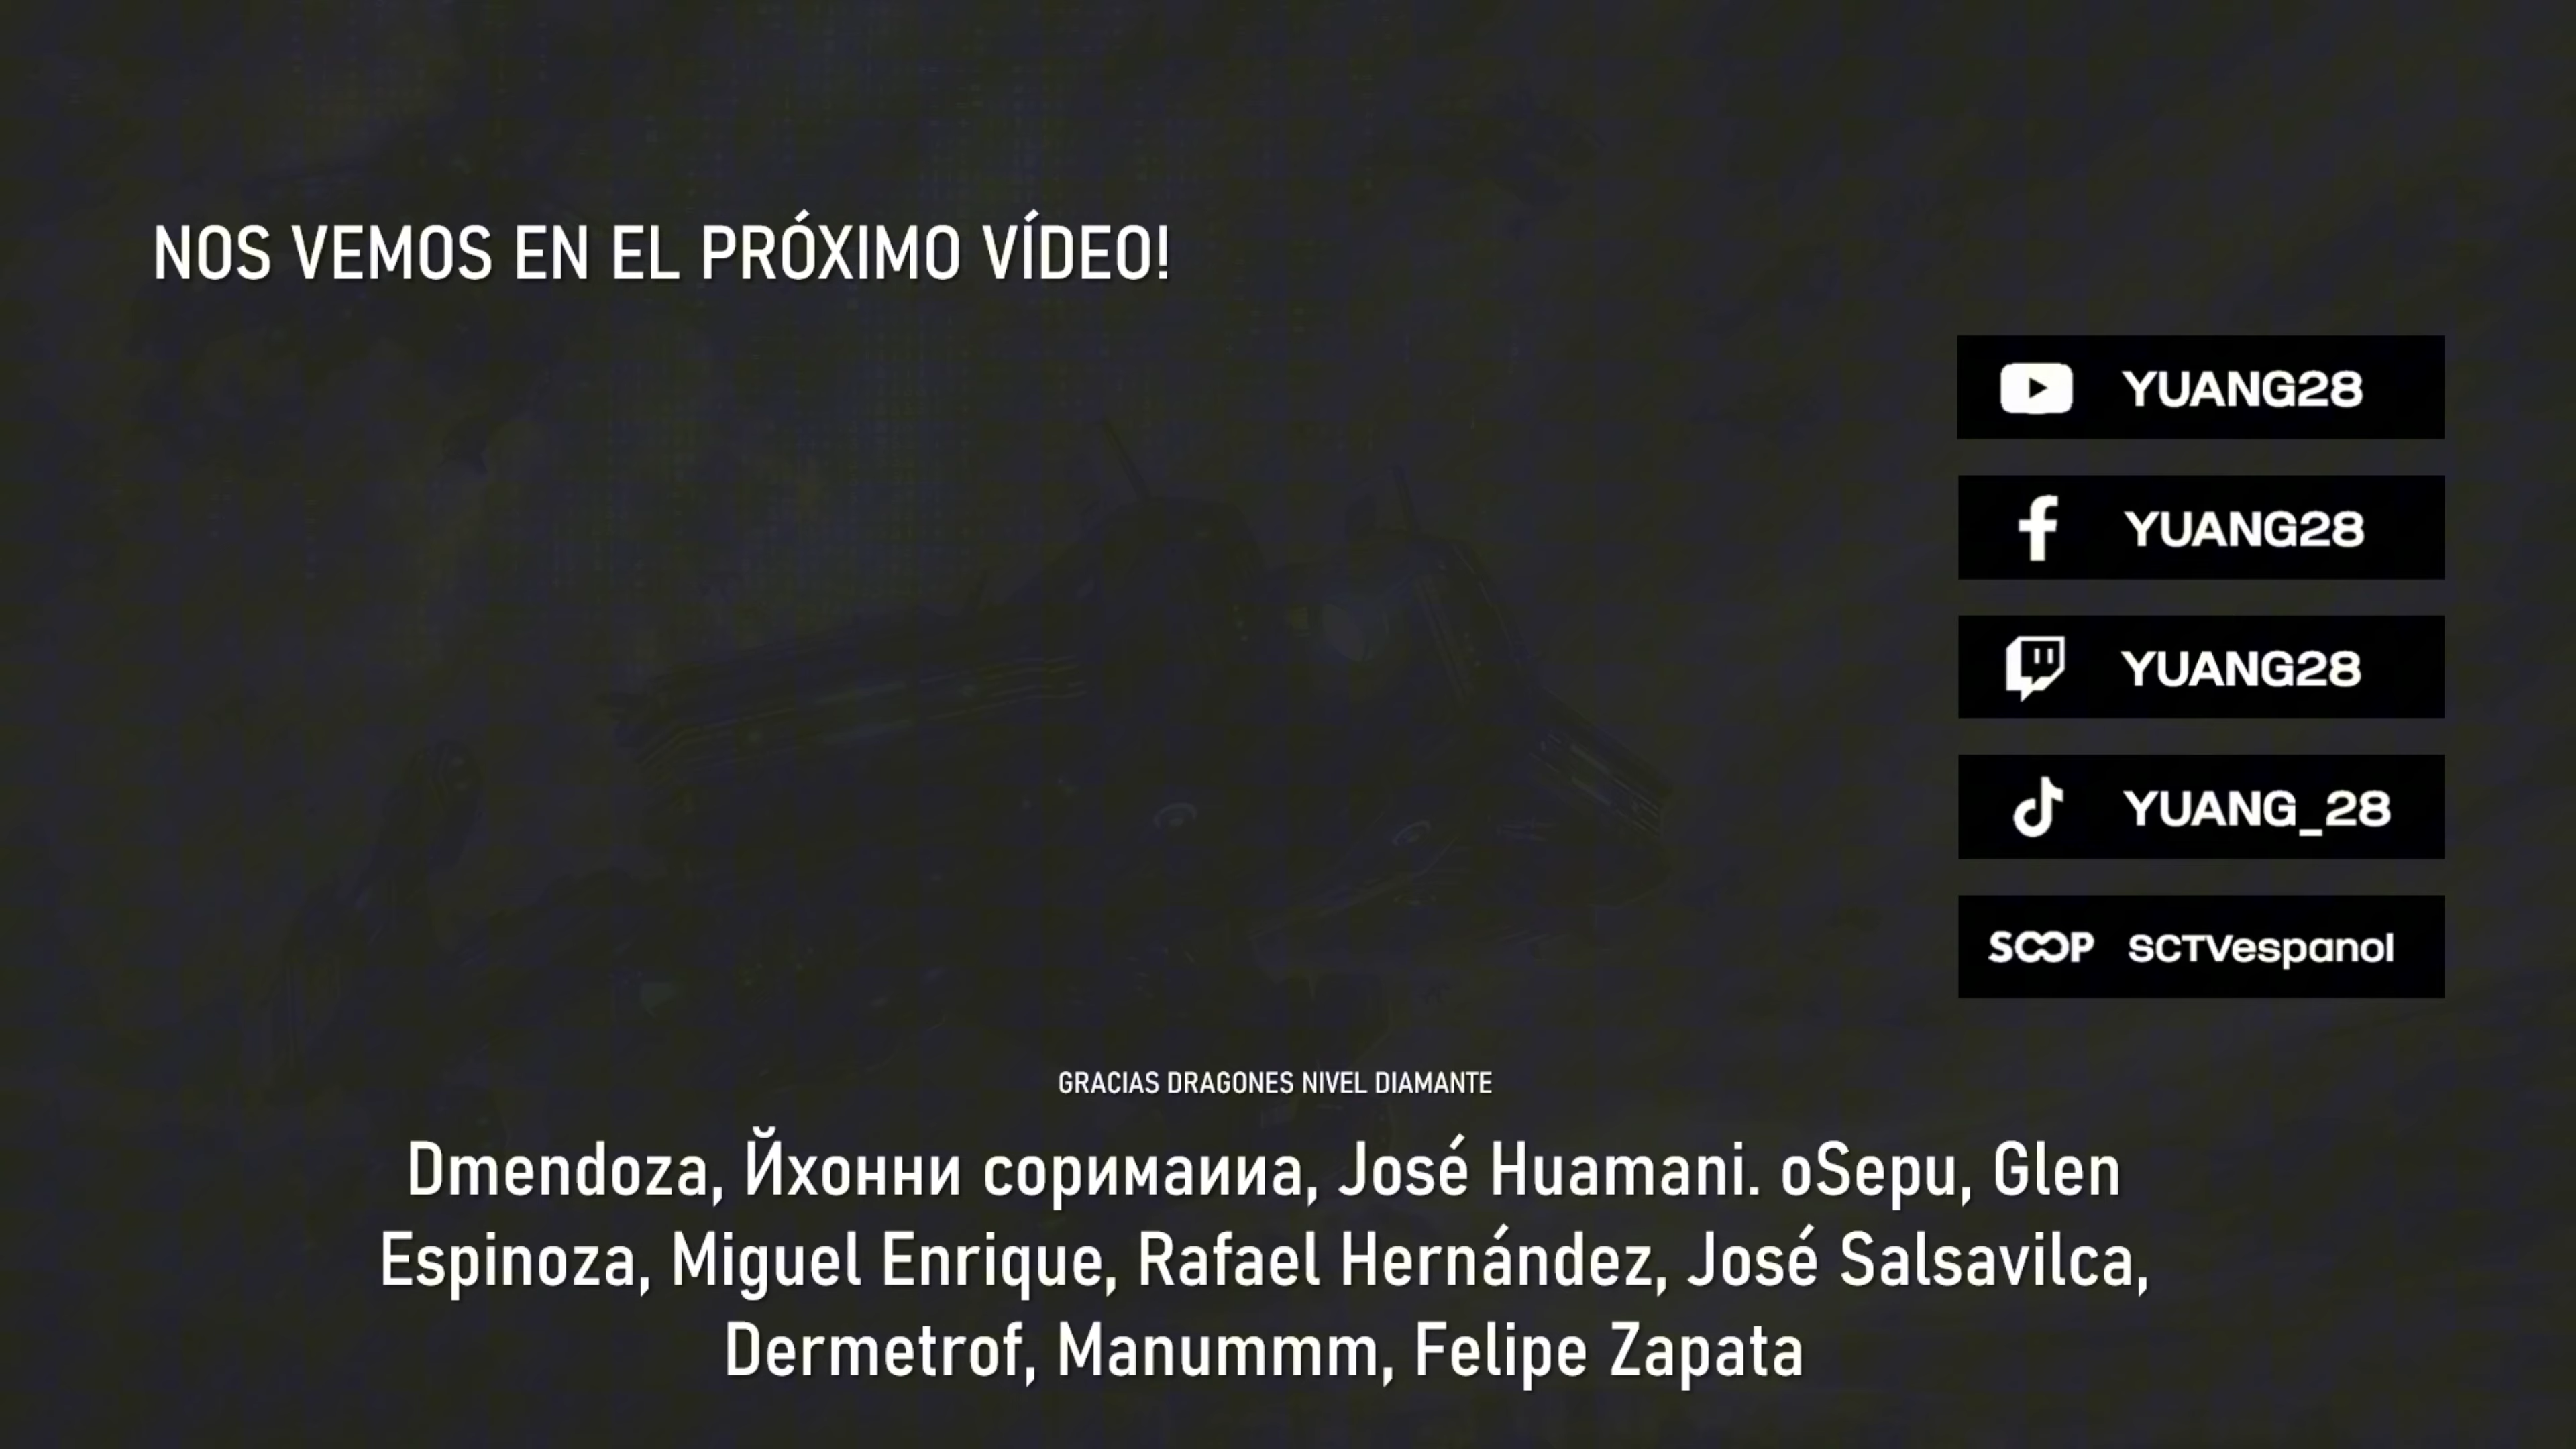 NOS VEMOS EN EL PRÓXIMO VÍDEO!
YUANG28
YUANG28
YUANG28
YUANG_28
SOOP SCTVespanol
GRACIAS DRAGONES NIVEL DIAMANTE
Dmendoza, Йхонни соримаииа, José Huamani. oSepu, Glen
Espinoza, Miguel Enrique, Rafael Hernández, José Salsavilca,
Dermetrof, Manummm, Felipe Zapata